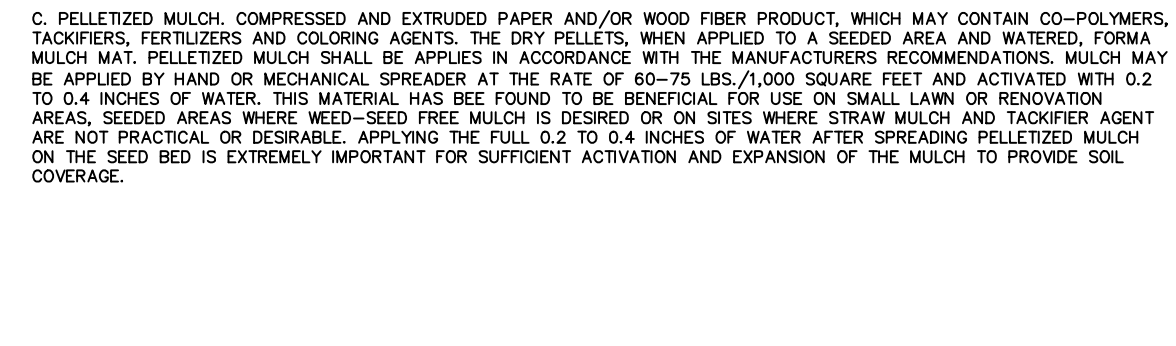 C. PELLETIZED MULCH. COMPRESSED AND EXTRUDED PAPER AND/OR WOOD FIBER PRODUCT, WHICH MAY CONTAIN CO-POLYMERS,
TACKIFIERS, FERTILIZERS AND COLORING AGENTS. THE DRY PELLETS, WHEN APPLIED TO A SEEDED AREA AND WATERED, FORMA
MULCH MAT. PELLETIZED MULCH SHALL BE APPLIES IN ACCORDANCE WITH THE MANUFACTURERS RECOMMENDATIONS. MULCH MAY
BE APPLIED BY HAND OR MECHANICAL SPREADER AT THE RATE OF 60-75 LBS./1,000 SQUARE FEET AND ACTIVATED WITH 0.2
TO 0.4 INCHES OF WATER. THIS MATERIAL HAS BEE FOUND TO BE BENEFICIAL FOR USE ON SMALL LAWN OR RENOVATION
AREAS, SEEDED AREAS WHERE WEED-SEED FREE MULCH IS DESIRED OR ON SITES WHERE STRAW MULCH AND TACKIFIER AGENT
ARE NOT PRACTICAL OR DESIRABLE. APPLYING THE FULL 0.2 TO 0.4 INCHES OF WATER AFTER SPREADING PELLETIZED MULCH
ON THE SEED BED IS EXTREMELY IMPORTANT FOR SUFFICIENT ACTIVATION AND EXPANSION OF THE MULCH TO PROVIDE SOIL
COVERAGE.